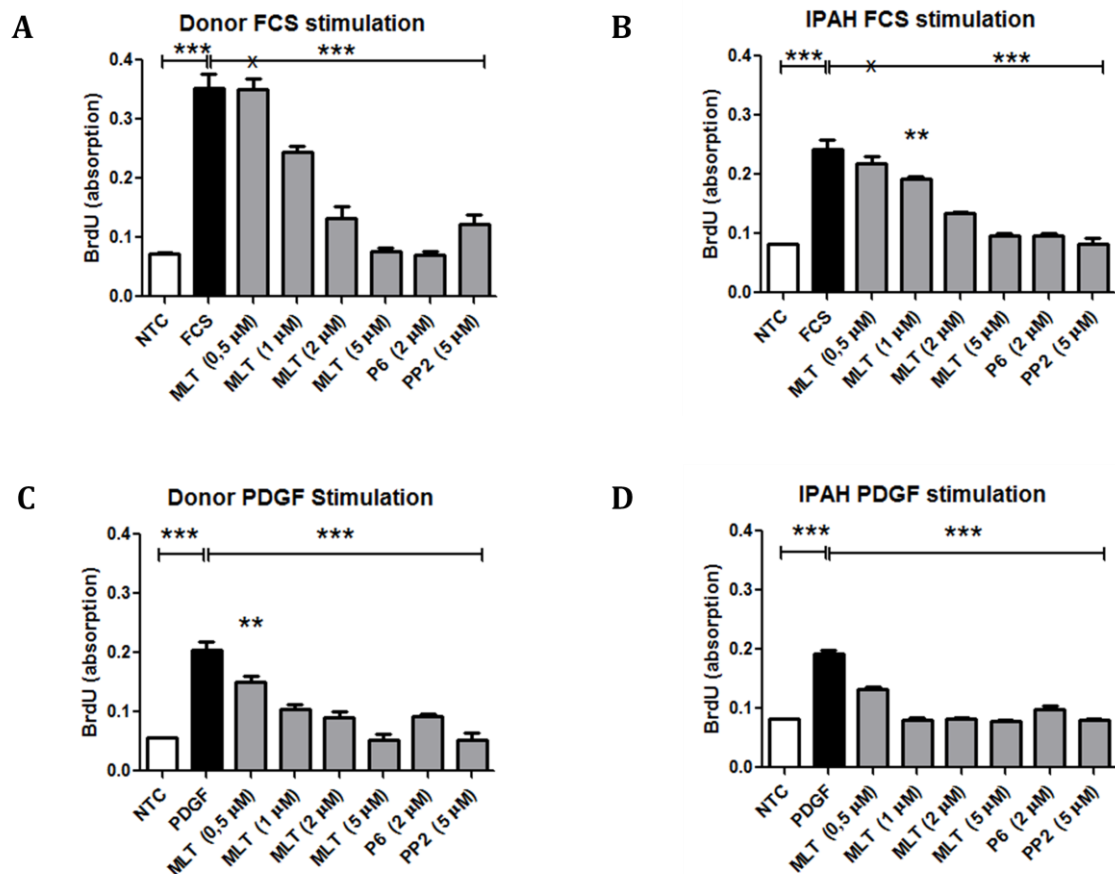 A
Donor FCS stimulation
***
***
x
BrdU (absorption)
0.4
0.3
0.2
0.1
0.0
NTC
FCS
MLT (0,5 µM)
MLT (1 µM)
MLT (2 µM)
MLT (5 µM)
P6 (2 µM)
PP2 (5 µM)
B
IPAH FCS stimulation
***
***
x
**
BrdU (absorption)
0.4
0.3
0.2
0.1
0.0
NTC
FCS
MLT (0,5 µM)
MLT (1 µM)
MLT (2 µM)
MLT (5 µM)
P6 (2 µM)
PP2 (5 µM)
C
Donor PDGF Stimulation
***
***
**
BrdU (absorption)
0.4
0.3
0.2
0.1
0.0
NTC
PDGF
MLT (0,5 µM)
MLT (1 µM)
MLT (2 µM)
MLT (5 µM)
P6 (2 µM)
PP2 (5 µM)
D
IPAH PDGF stimulation
***
***
BrdU (absorption)
0.4
0.3
0.2
0.1
0.0
NTC
PDGF
MLT (0,5 µM)
MLT (1 µM)
MLT (2 µM)
MLT (5 µM)
P6 (2 µM)
PP2 (5 µM)